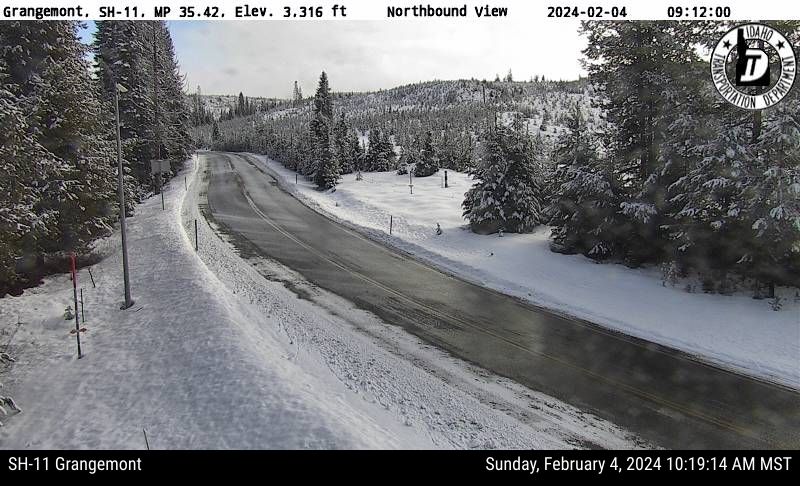 Grangemont, SH-11, MP 35.42, Elev. 3,316 ft Northbound View 2024-02-04 09:12:00
IDAHO
TRANSPORTATION DEPARTMENT
SH-11 Grangemont Sunday, February 4, 2024 10:19:14 AM MST